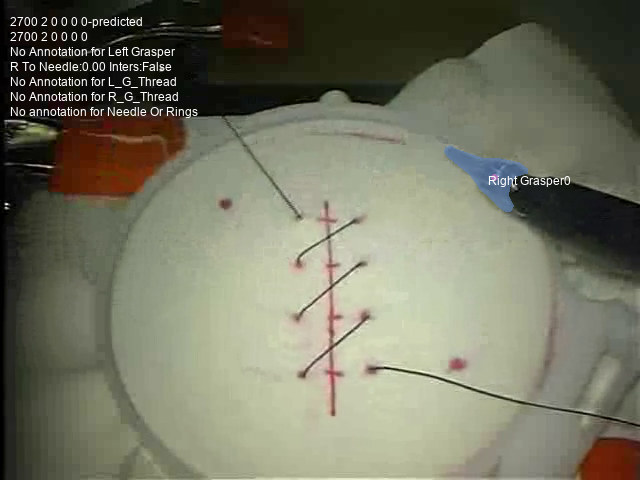 2700 2 0 0 0 0-predicted
2700 2 0 0 0 0
No Annotation for Left Grasper
R To Needle:0.00 Inters:False
No Annotation for L_G_Thread
No Annotation for R_G_Thread
No annotation for Needle Or Rings
Right Grasper0